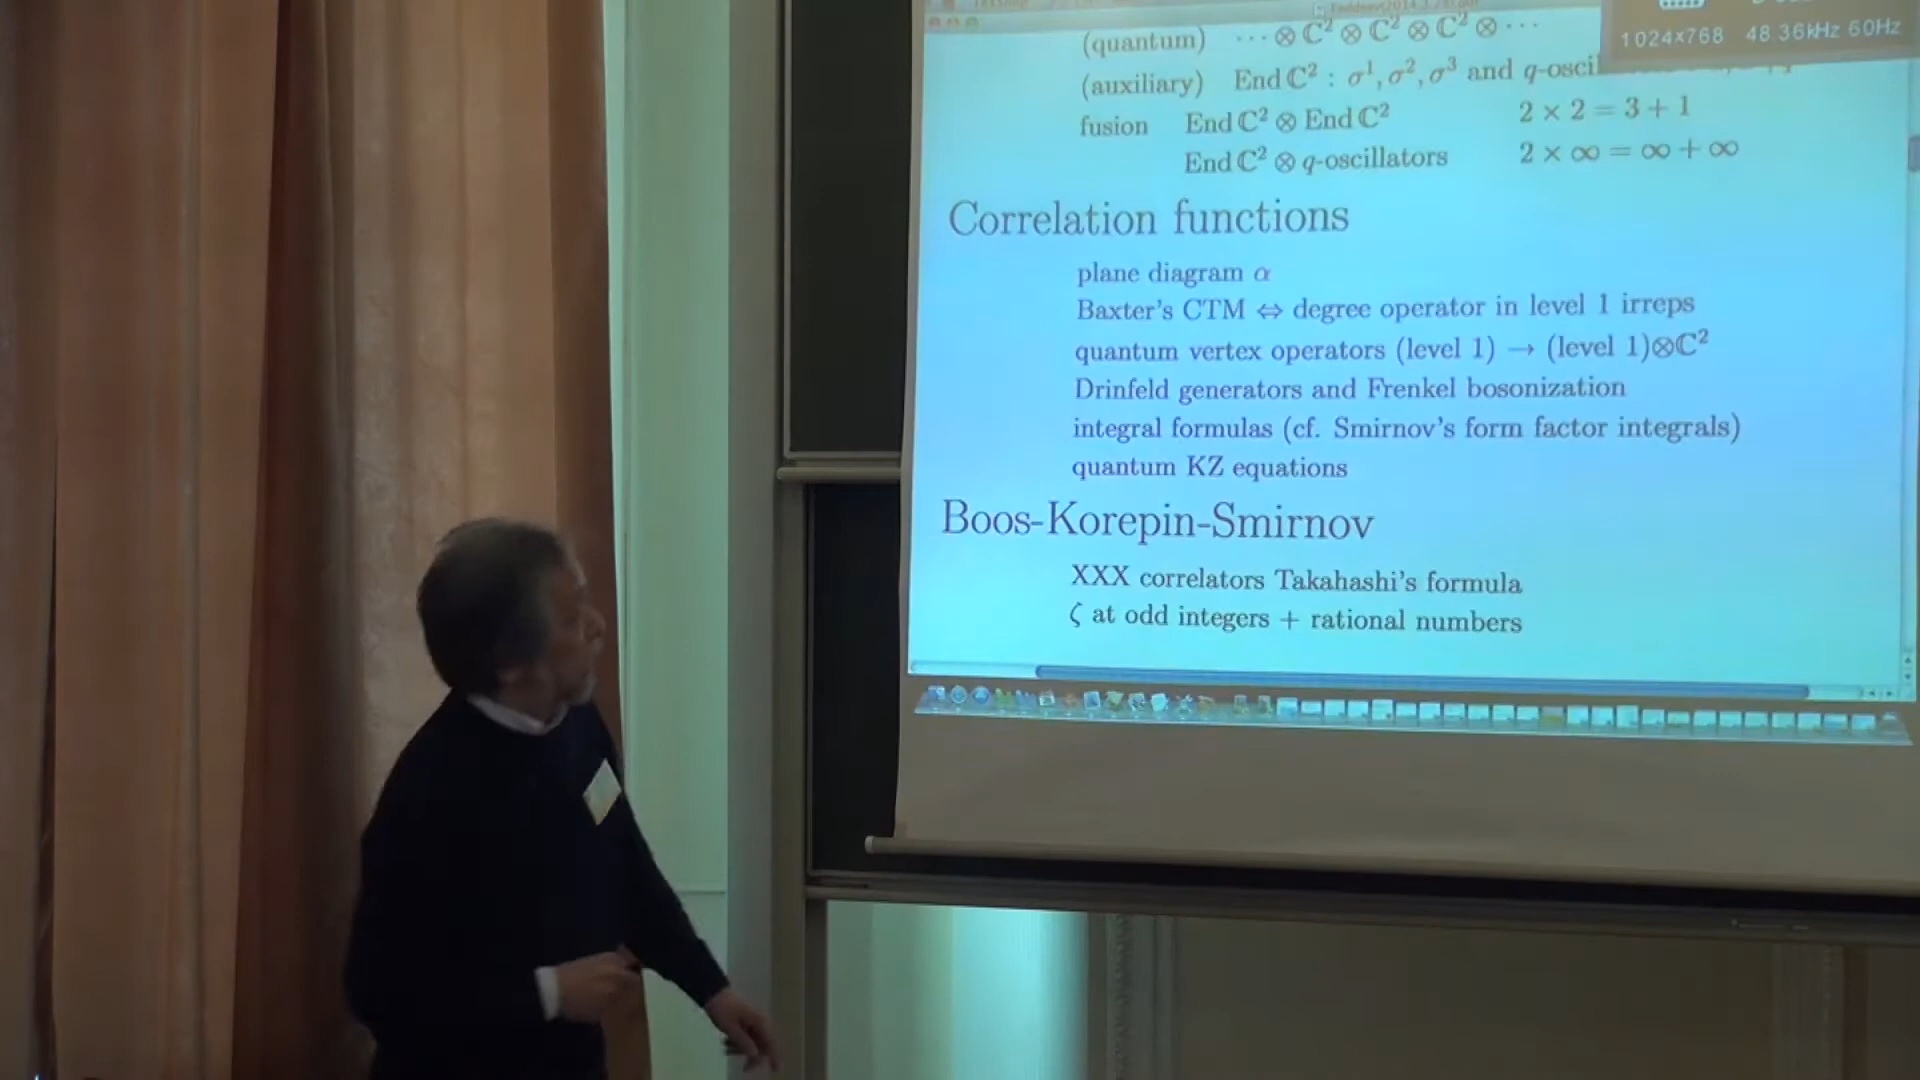 1024x768 48.36kHz 60Hz
(quantum) ⋯ ⊗ ℂ² ⊗ ℂ² ⊗ ℂ² ⊗ ⋯
(auxiliary) End ℂ² : σ¹, σ², σ³ and
fusion End ℂ² ⊗ End ℂ² 2 × 2 = 3 + 1
End ℂ² ⊗ q-oscillators 2 × ∞ = ∞ + ∞
Correlation functions
plane diagram α
Baxter's CTM ⇔ degree operator in level 1 irreps
quantum vertex operators (level 1) → (level 1)⊗ℂ²
Drinfeld generators and Frenkel bosonization
integral formulas (cf. Smirnov's form factor integrals)
quantum KZ equations
Boos-Korepin-Smirnov
XXX correlators Takahashi's formula
ζ at odd integers + rational numbers